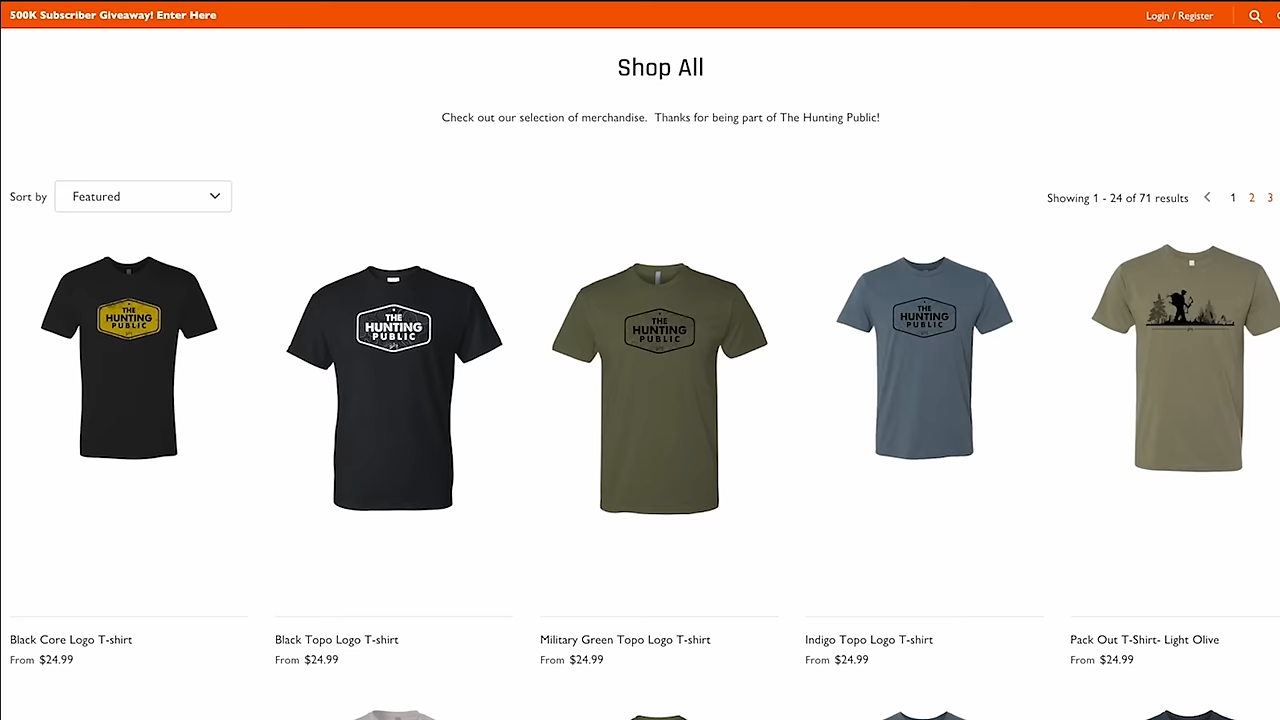 500K Subscriber Giveaway! Enter Here
Login / Register
Shop All
Check out our selection of merchandise. Thanks for being part of The Hunting Public!
Sort by
Featured
Showing 1 - 24 of 71 results
1 2 3
THE
HUNTING
PUBLIC
THE
HUNTING
PUBLIC
THE
HUNTING
PUBLIC
THE
HUNTING
PUBLIC
Black Core Logo T-shirt
From $24.99
Black Topo Logo T-shirt
From $24.99
Military Green Topo Logo T-shirt
From $24.99
Indigo Topo Logo T-shirt
From $24.99
Pack Out T-Shirt- Light Olive
From $24.99